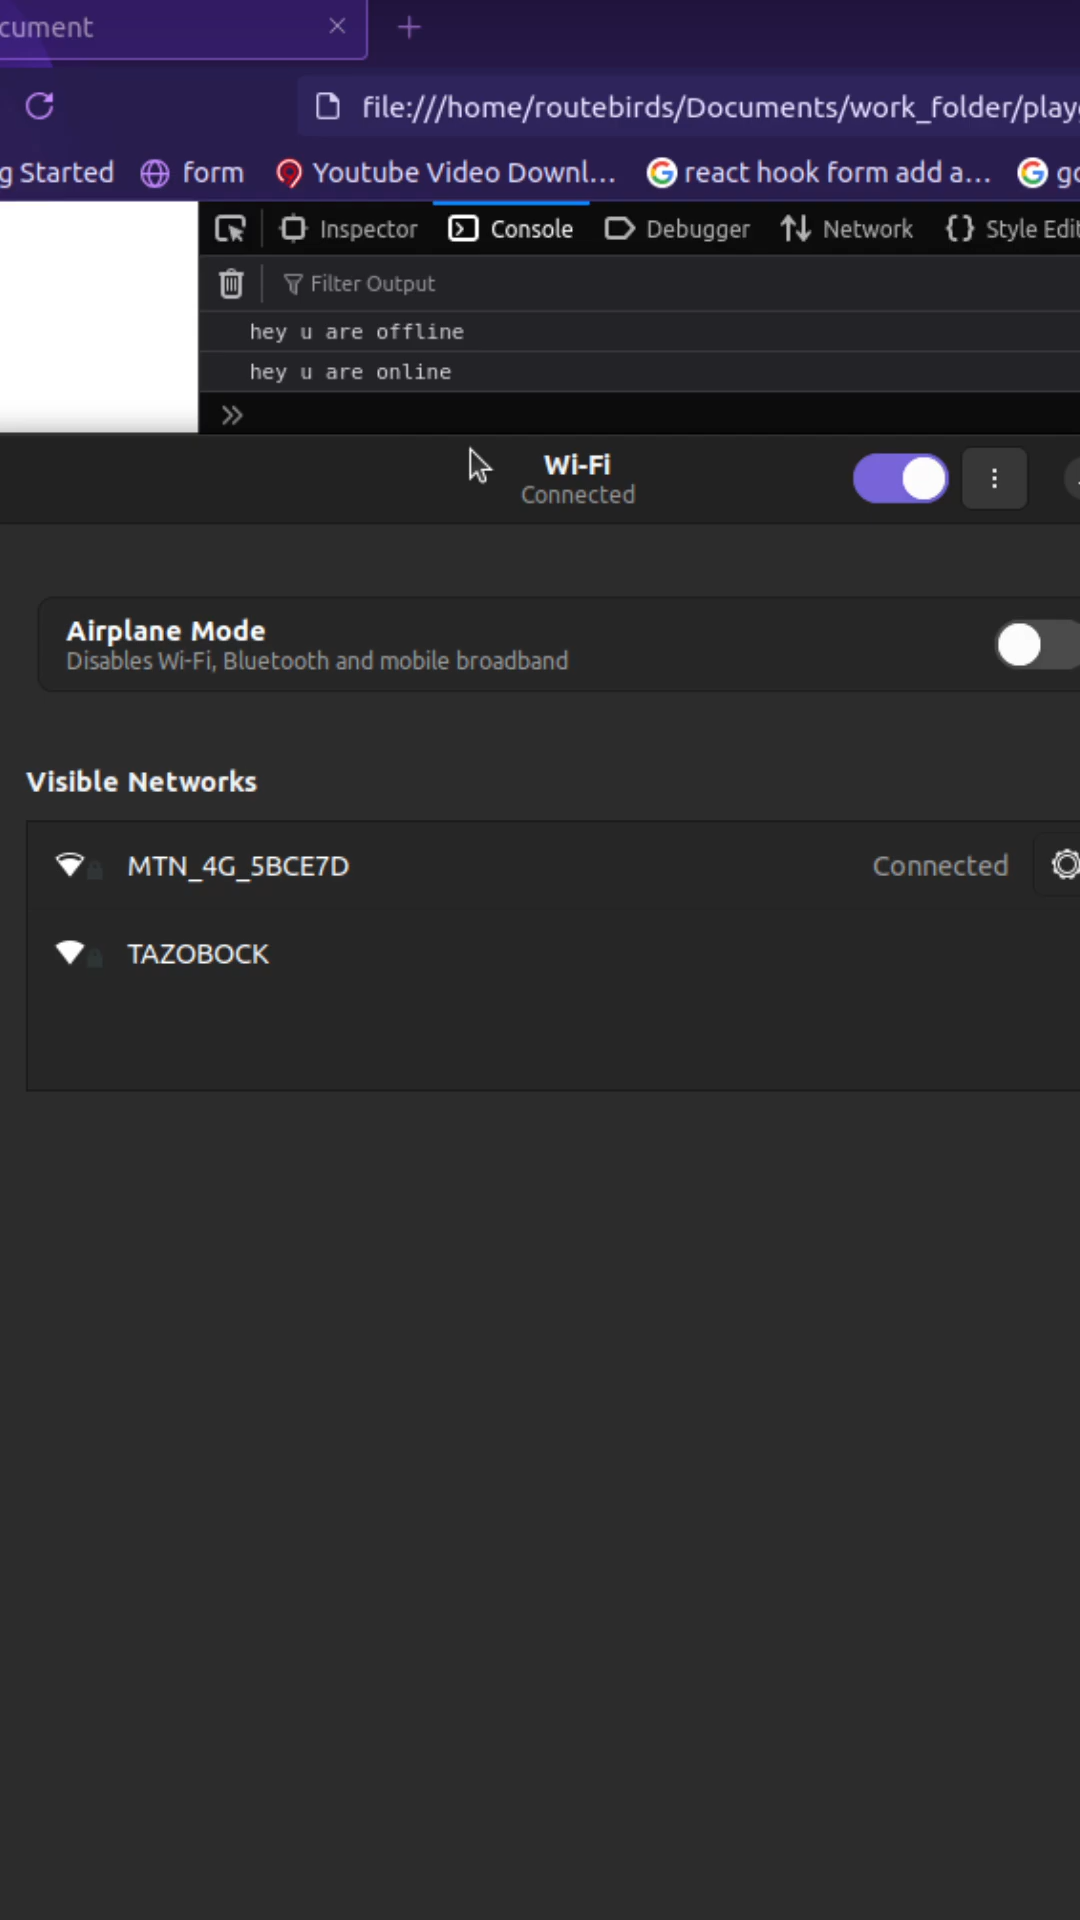 cument
file:///home/routebirds/Documents/work_folder/play
g Started form Youtube Video Downl... react hook form add a... go
Inspector Console Debugger Network Style Edit
Filter Output
hey u are offline
hey u are online
Wi-Fi
Connected
Airplane Mode
Disables Wi-Fi, Bluetooth and mobile broadband
Visible Networks
MTN_4G_5BCE7D Connected
TAZOBOCK